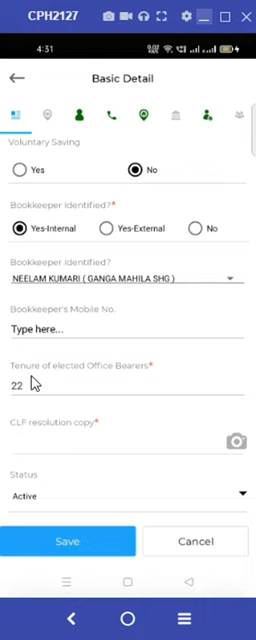 CPH2127
4:31
Basic Detail
Voluntary Saving
Yes No
Bookkeeper Identified?*
Yes-Internal Yes-External No
Bookkeeper Identified?
NEELAM KUMARI ( GANGA MAHILA SHG )
Bookkeeper's Mobile No.
Type here...
Tenure of elected Office Bearers*
22
CLF resolution copy*
Status
Active
Save Cancel